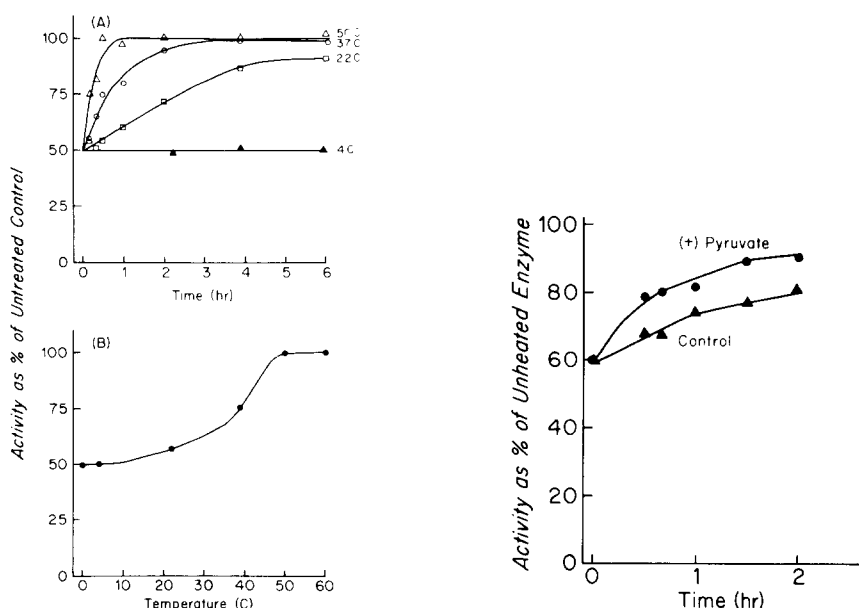 (A)
Activity as % of Untreated Control
100
75
50
25
0
50 C
37C
22C
4C
0 1 2 3 4 5 6
Time (hr)
(B)
100
75
50
25
0
0 10 20 30 40 50 60
Temperature (C)
Activity as % of Unheated Enzyme
100
80
60
40
20
0
(+) Pyruvate
Control
0 1 2
Time (hr)